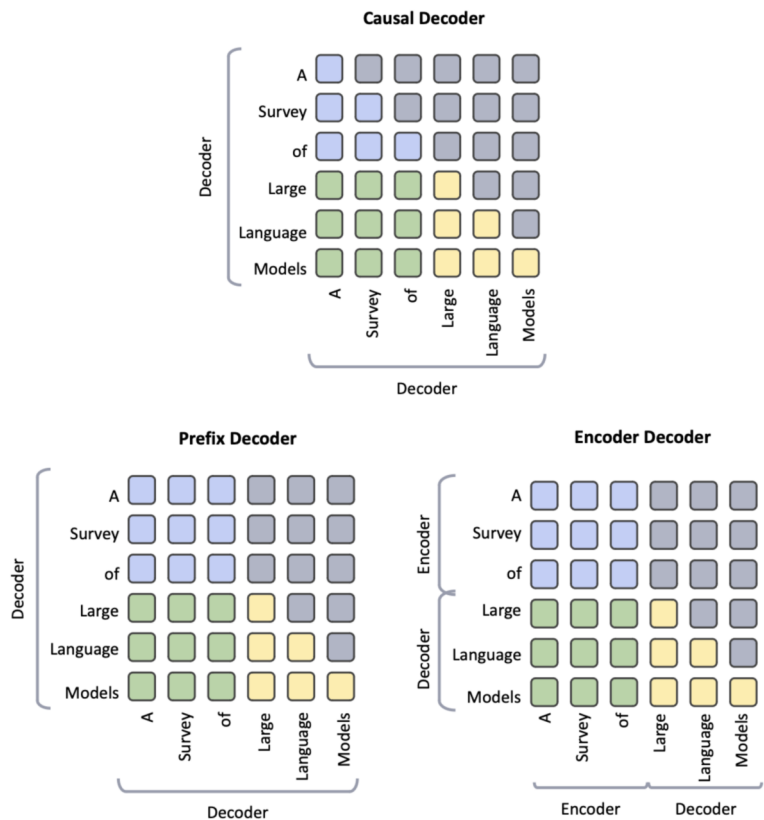 Causal Decoder
Decoder
A
Survey
of
Large
Language
Models
A
Survey
of
Large
Language
Models
Decoder
Prefix Decoder
Decoder
A
Survey
of
Large
Language
Models
A
Survey
of
Large
Language
Models
Decoder
Encoder Decoder
Encoder
Decoder
A
Survey
of
Large
Language
Models
A
Survey
of
Large
Language
Models
Encoder
Decoder